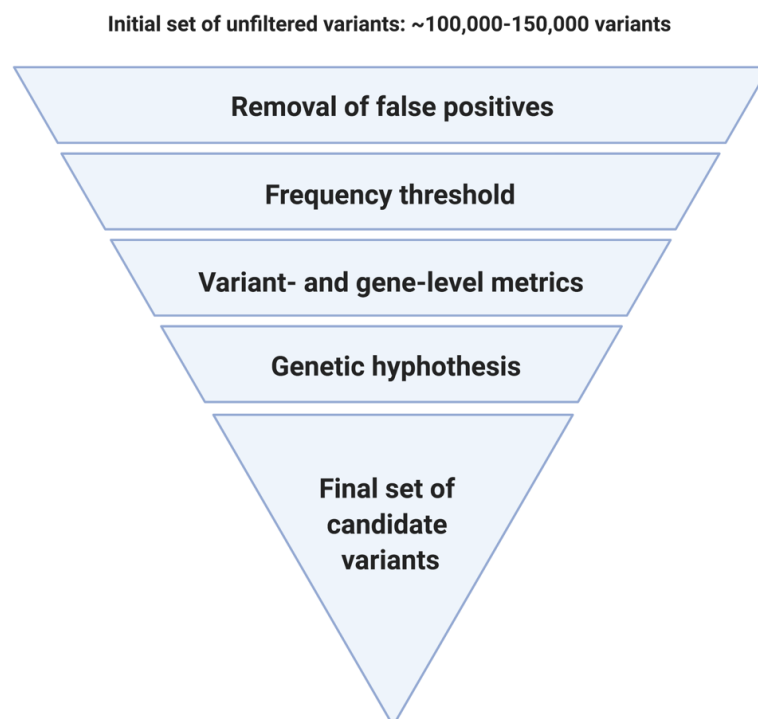 Initial set of unfiltered variants: ~100,000-150,000 variants
Removal of false positives
Frequency threshold
Variant- and gene-level metrics
Genetic hyphothesis
Final set of
candidate
variants